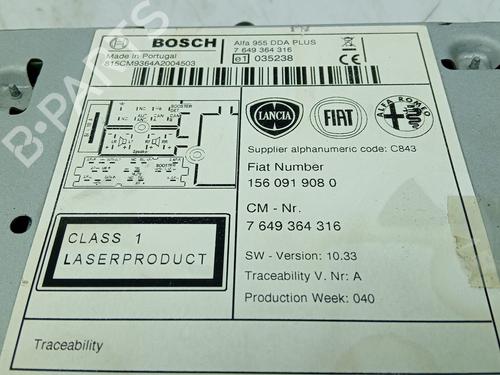 BOSCH
Made in Portugal
815CM9364A2004503
Alfa 955 DDA PLUS
7 649 364 316
e1 035238
CE
LANCIA
FIAT
ALFA ROMEO
Supplier alphanumeric code: C843
Fiat Number
156 091 908 0
CM - Nr.
7 649 364 316
SW - Version: 10.33
Traceability V. Nr: A
Production Week: 040
CLASS 1
LASERPRODUCT
Traceability
B-PARTS